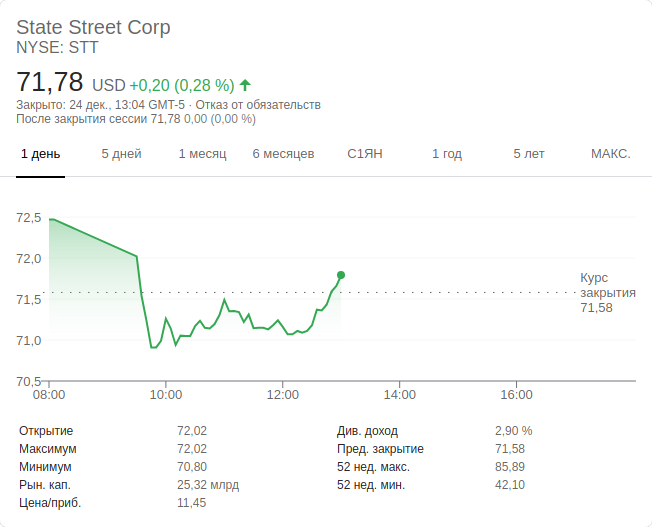 State Street Corp
NYSE: STT
71,78 USD +0,20 (0,28 %)
Закрыто: 24 дек., 13:04 GMT-5 · Отказ от обязательств
После закрытия сессии 71,78 0,00 (0,00 %)
1 день 5 дней 1 месяц 6 месяцев С1ЯН 1 год 5 лет МАКС.
72,5
72,0
71,5
71,0
70,5
Курс
закрытия
71,58
08:00 10:00 12:00 14:00 16:00
Открытие 72,02 Див. доход 2,90 %
Максимум 72,02 Пред. закрытие 71,58
Минимум 70,80 52 нед. макс. 85,89
Рын. кап. 25,32 млрд 52 нед. мин. 42,10
Цена/приб. 11,45